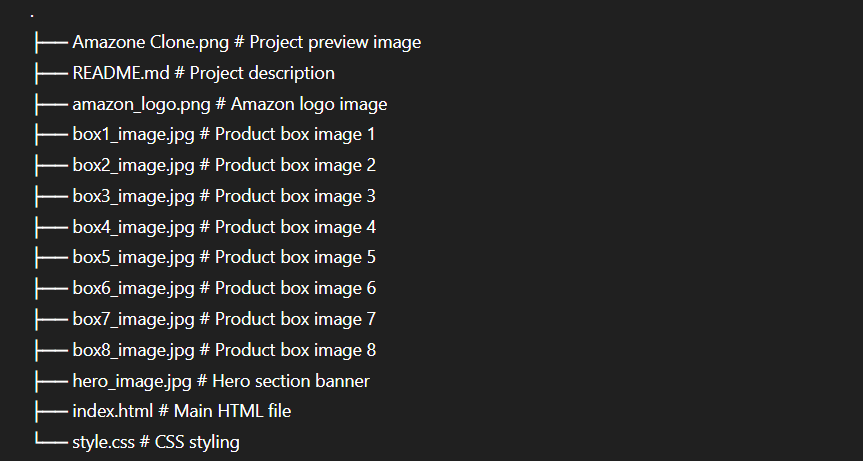 .
├── Amazone Clone.png # Project preview image
├── README.md # Project description
├── amazon_logo.png # Amazon logo image
├── box1_image.jpg # Product box image 1
├── box2_image.jpg # Product box image 2
├── box3_image.jpg # Product box image 3
├── box4_image.jpg # Product box image 4
├── box5_image.jpg # Product box image 5
├── box6_image.jpg # Product box image 6
├── box7_image.jpg # Product box image 7
├── box8_image.jpg # Product box image 8
├── hero_image.jpg # Hero section banner
├── index.html # Main HTML file
└── style.css # CSS styling